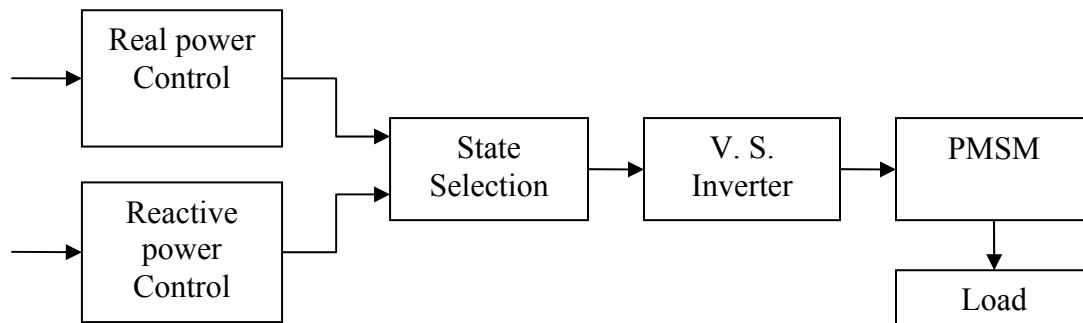 Real power
Control
Reactive
power
Control
State
Selection
V. S.
Inverter
PMSM
Load